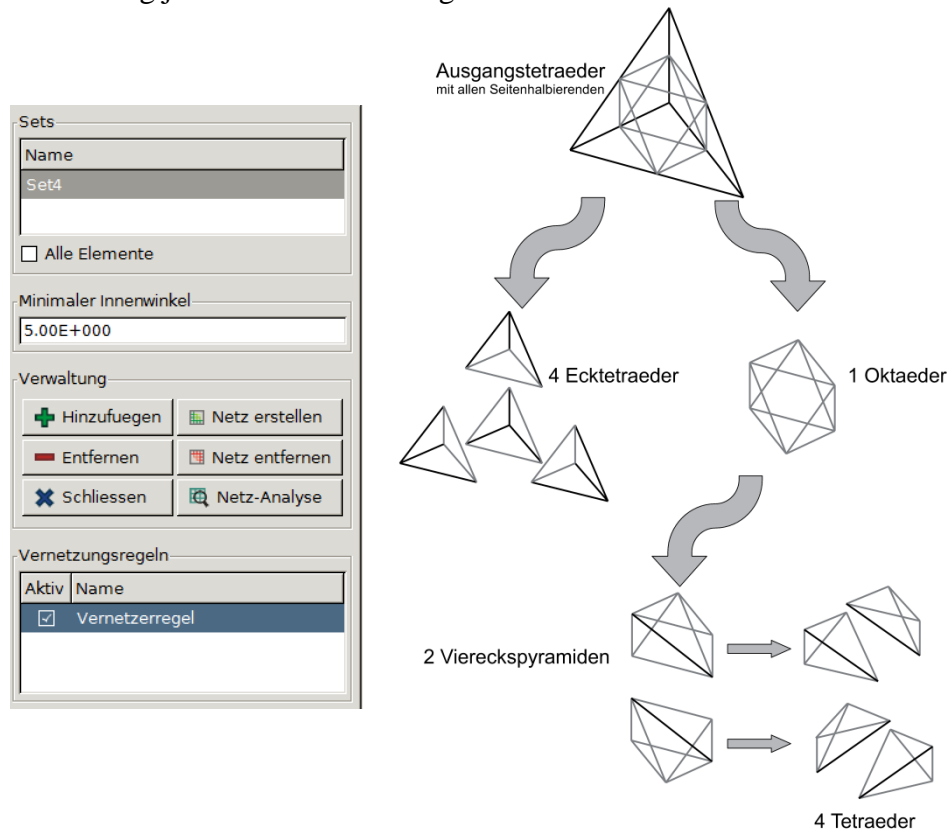 Sets
Name
Set4
Alle Elemente
Minimaler Innenwinkel
5.00E+000
Verwaltung
Hinzufuegen
Netz erstellen
Entfernen
Netz entfernen
Schliessen
Netz-Analyse
Vernetzungsregeln
Aktiv Name
Vernetzerregel
Ausgangstetraeder
mit allen Seitenhalbierenden
4 Ecktetraeder
1 Oktaeder
2 Viereckspyramiden
4 Tetraeder